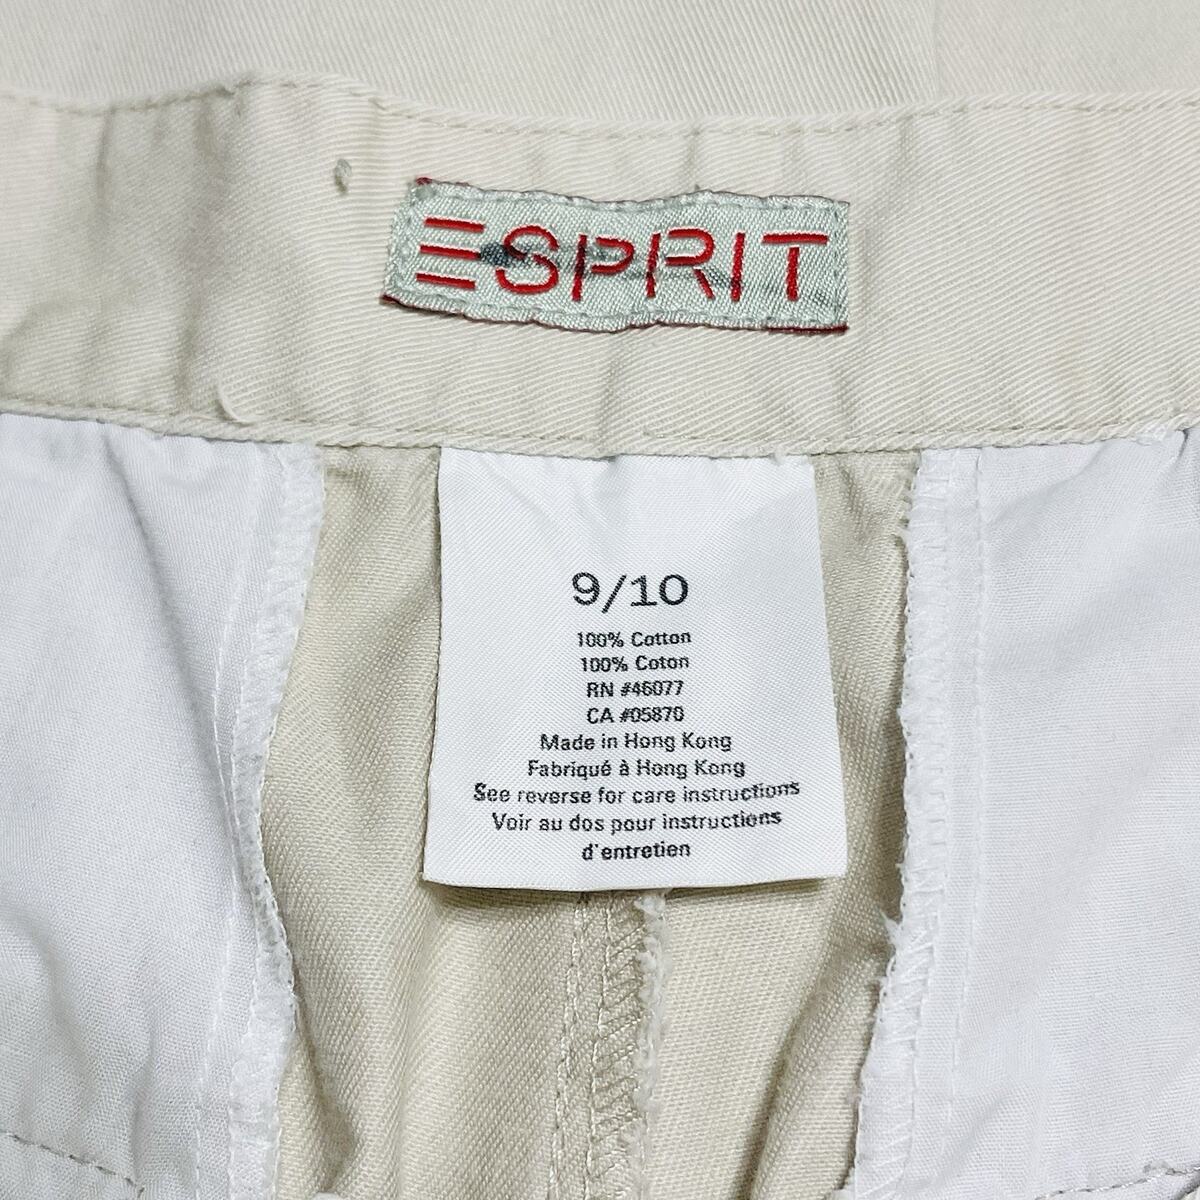 ESPRIT
9/10
100% Cotton
100% Coton
RN #46077
CA #05870
Made in Hong Kong
Fabriqué à Hong Kong
See reverse for care instructions
Voir au dos pour instructions
d'entretien